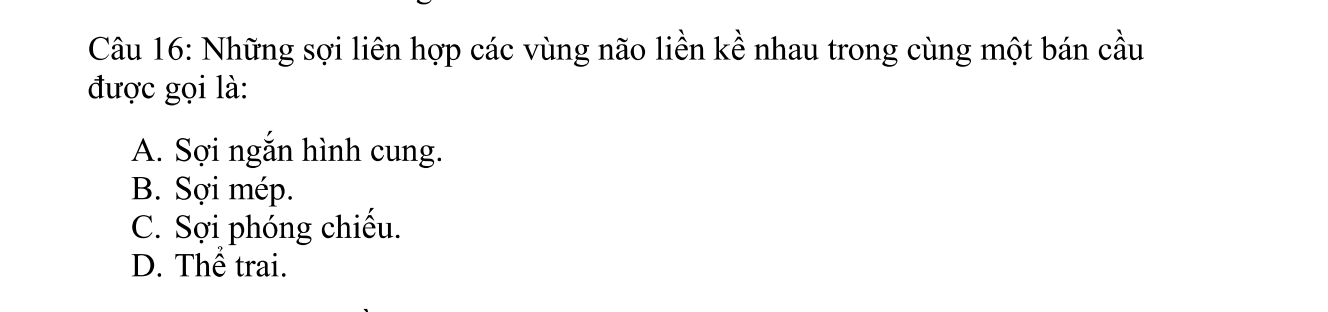 Câu 16: Những sợi liên hợp các vùng não liền kề nhau trong cùng một bán cầu
được gọi là:
A. Sợi ngắn hình cung.
B. Sợi mép.
C. Sợi phóng chiếu.
D. Thể trai.